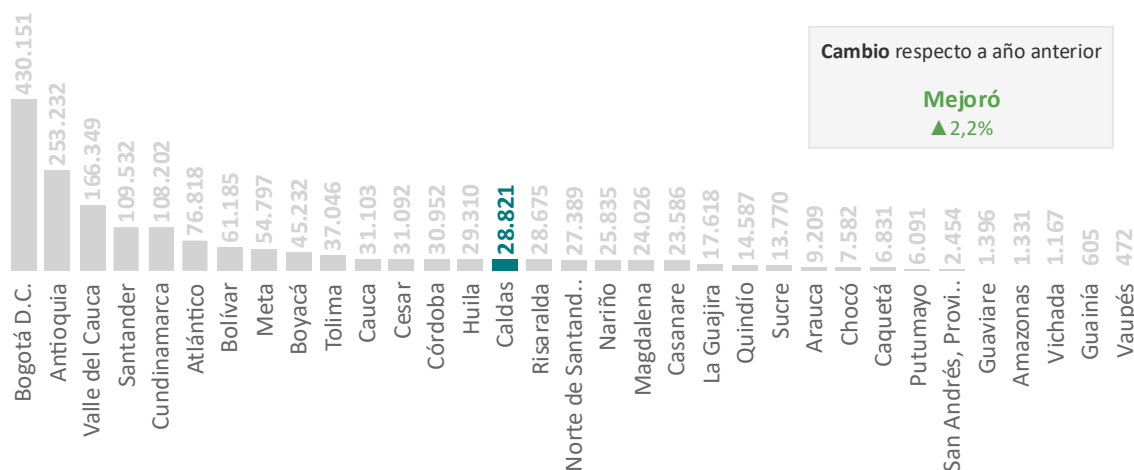 Cambio respecto a año anterior
Mejoró
▲2,2%
430.151
253.232
166.349
109.532
108.202
76.818
61.185
54.797
45.232
37.046
31.103
31.092
30.952
29.310
28.821
28.675
27.389
25.835
24.026
23.586
17.618
14.587
13.770
9.209
7.582
6.831
6.091
2.454
1.396
1.331
1.167
605
472
Bogotá D.C.
Antioquia
Valle del Cauca
Santander
Cundinamarca
Atlántico
Bolívar
Meta
Boyacá
Tolima
Cauca
Cesar
Córdoba
Huila
Caldas
Risaralda
Norte de Santand..
Nariño
Magdalena
Casanare
La Guajira
Quindío
Sucre
Arauca
Chocó
Caquetá
Putumayo
San Andrés, Provi..
Guaviare
Amazonas
Vichada
Guainía
Vaupés